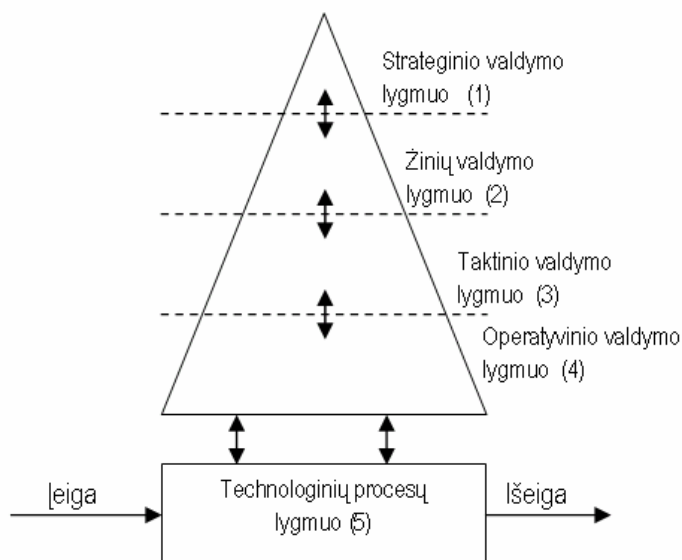 Strateginio valdymo
lygmuo (1)
Žinių valdymo
lygmuo (2)
Taktinio valdymo
lygmuo (3)
Operatyvinio valdymo
lygmuo (4)
Įeiga
Technologinių procesų
lygmuo (5)
Išeiga